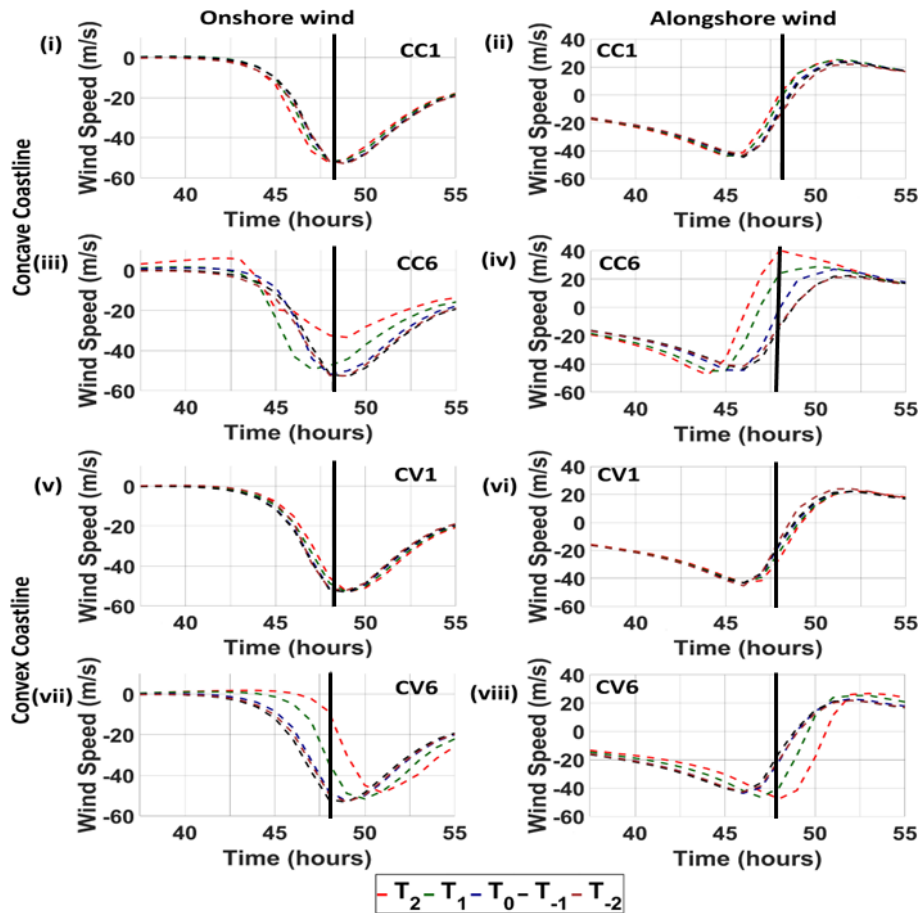 Onshore wind
Alongshore wind
Concave Coastline
Convex Coastline
(i)
CC1
Wind Speed (m/s)
0
-20
-40
-60
40
45
50
55
Time (hours)
(ii)
CC1
Wind Speed (m/s)
40
20
0
-20
-40
-60
40
45
50
55
Time (hours)
(iii)
CC6
Wind Speed (m/s)
0
-20
-40
-60
40
45
50
55
Time (hours)
(iv)
CC6
Wind Speed (m/s)
40
20
0
-20
-40
-60
40
45
50
55
Time (hours)
(v)
CV1
Wind Speed (m/s)
0
-20
-40
-60
40
45
50
55
Time (hours)
(vi)
CV1
Wind Speed (m/s)
40
20
0
-20
-40
-60
40
45
50
55
Time (hours)
(vii)
CV6
Wind Speed (m/s)
0
-20
-40
-60
40
45
50
55
Time (hours)
(viii)
CV6
Wind Speed (m/s)
40
20
0
-20
-40
-60
40
45
50
55
Time (hours)
T2 T1 T0 T-1 T-2